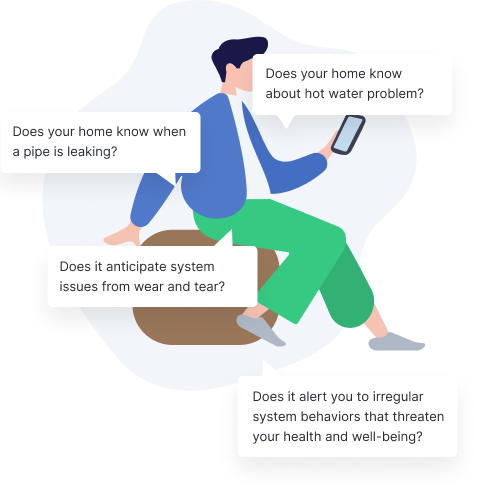 Does your home know
about hot water problem?
Does your home know when
a pipe is leaking?
Does it anticipate system
issues from wear and tear?
Does it alert you to irregular
system behaviors that threaten
your health and well-being?